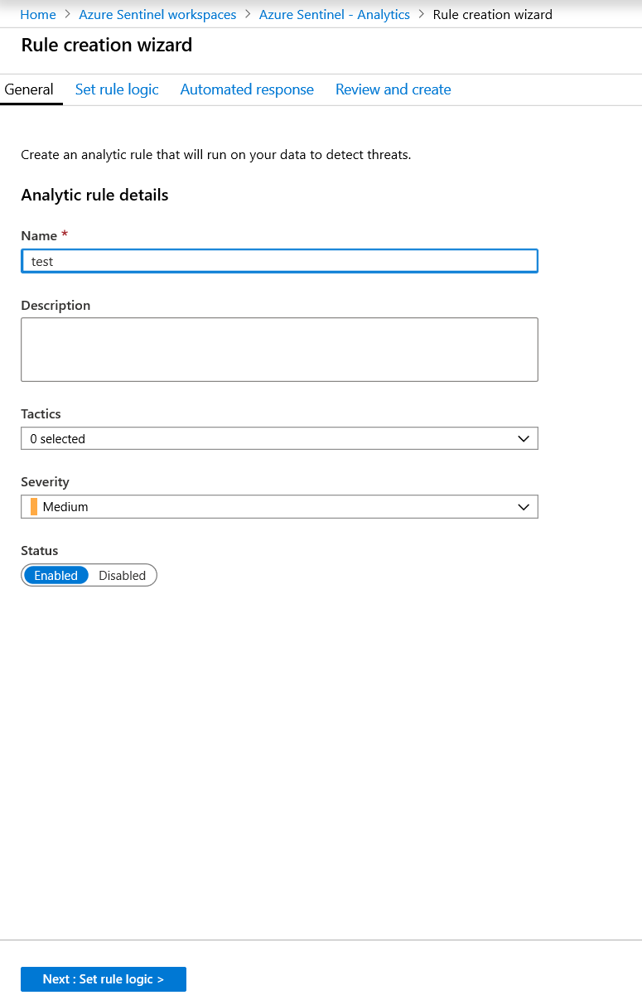 Home > Azure Sentinel workspaces > Azure Sentinel - Analytics > Rule creation wizard
Rule creation wizard
General Set rule logic Automated response Review and create
Create an analytic rule that will run on your data to detect threats.
Analytic rule details
Name *
test
Description
Tactics
0 selected
Severity
Medium
Status
Enabled Disabled
Next : Set rule logic >